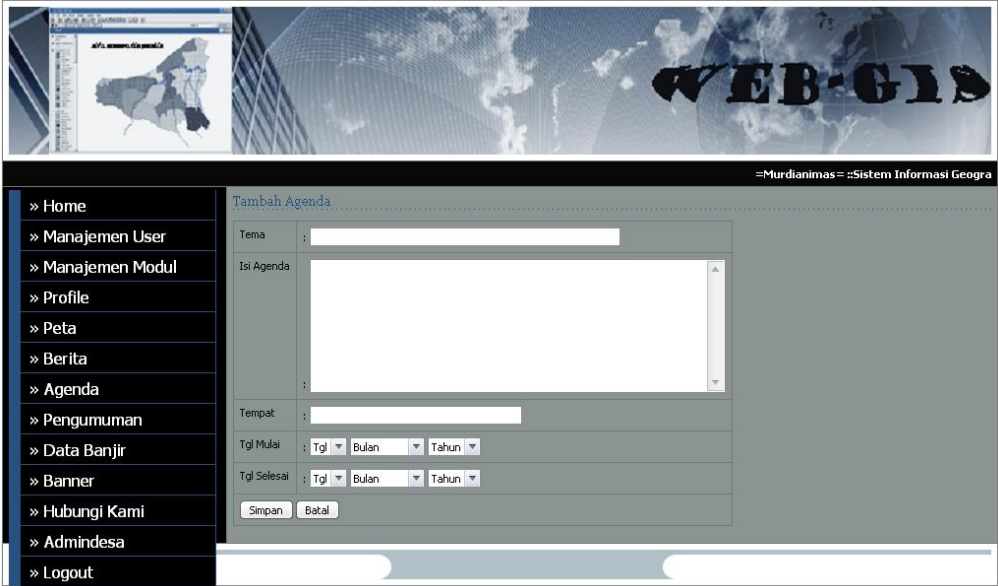 WEB-GIS
=Murdianimas= ::Sistem Informasi Geogra
» Home
» Manajemen User
» Manajemen Modul
» Profile
» Peta
» Berita
» Agenda
» Pengumuman
» Data Banjir
» Banner
» Hubungi Kami
» Admindesa
» Logout
Tambah Agenda
Tema :
Isi Agenda :
Tempat :
Tgl Mulai : Tgl Bulan Tahun
Tgl Selesai : Tgl Bulan Tahun
Simpan Batal